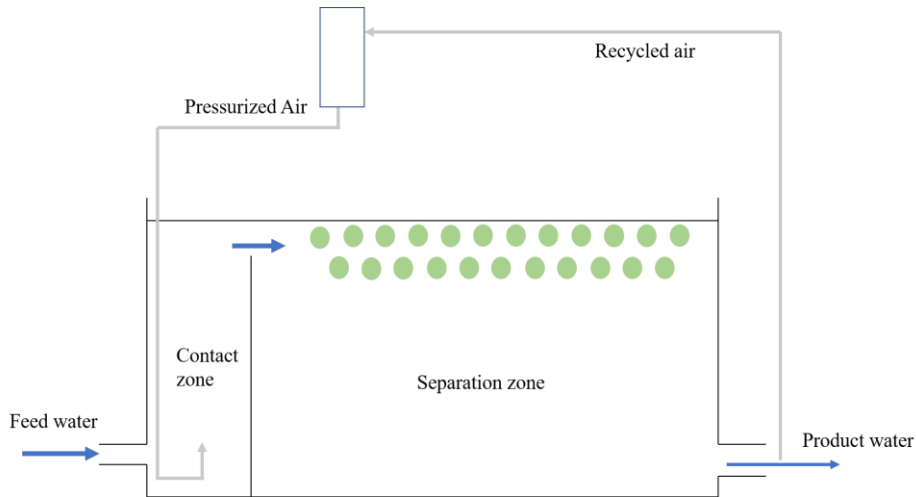 Recycled air
Pressurized Air
Contact
zone
Separation zone
Feed water
Product water